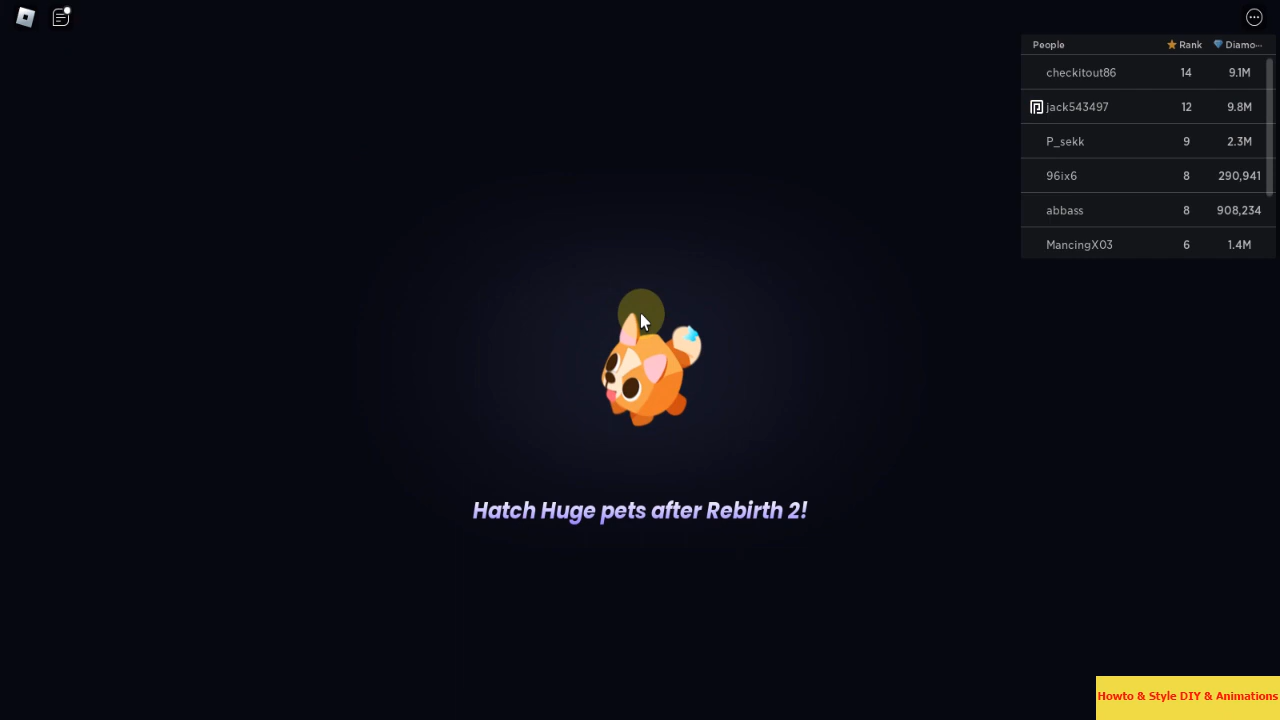 People Rank Diamo...
checkitout86 14 9.1M
jack543497 12 9.8M
P_sekk 9 2.3M
96ix6 8 290,941
abbass 8 908,234
MancingX03 6 1.4M
Hatch Huge pets after Rebirth 2!
Howto & Style DIY & Animations